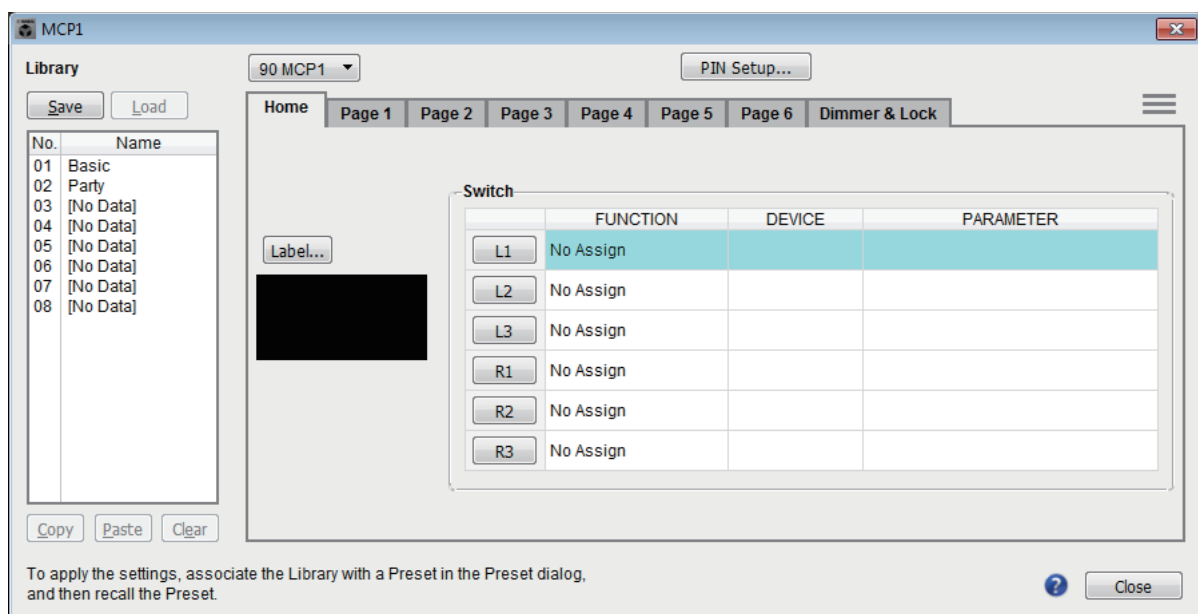 MCP1
Library
90 MCP1
PIN Setup...
Save Load
Home Page 1 Page 2 Page 3 Page 4 Page 5 Page 6 Dimmer & Lock
No. Name
01 Basic
02 Party
03 [No Data]
04 [No Data]
05 [No Data]
06 [No Data]
07 [No Data]
08 [No Data]
Copy Paste Clear
Label...
Switch
FUNCTION DEVICE PARAMETER
L1 No Assign
L2 No Assign
L3 No Assign
R1 No Assign
R2 No Assign
R3 No Assign
To apply the settings, associate the Library with a Preset in the Preset dialog,
and then recall the Preset.
? Close